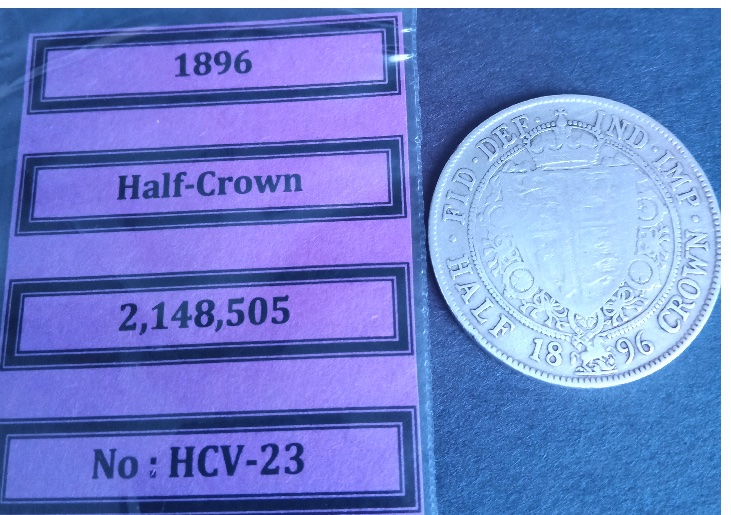 1896
Half-Crown
2,148,505
No : HCV-23
FID · DEF · IND · IMP ·
HALF 18 96 CROWN